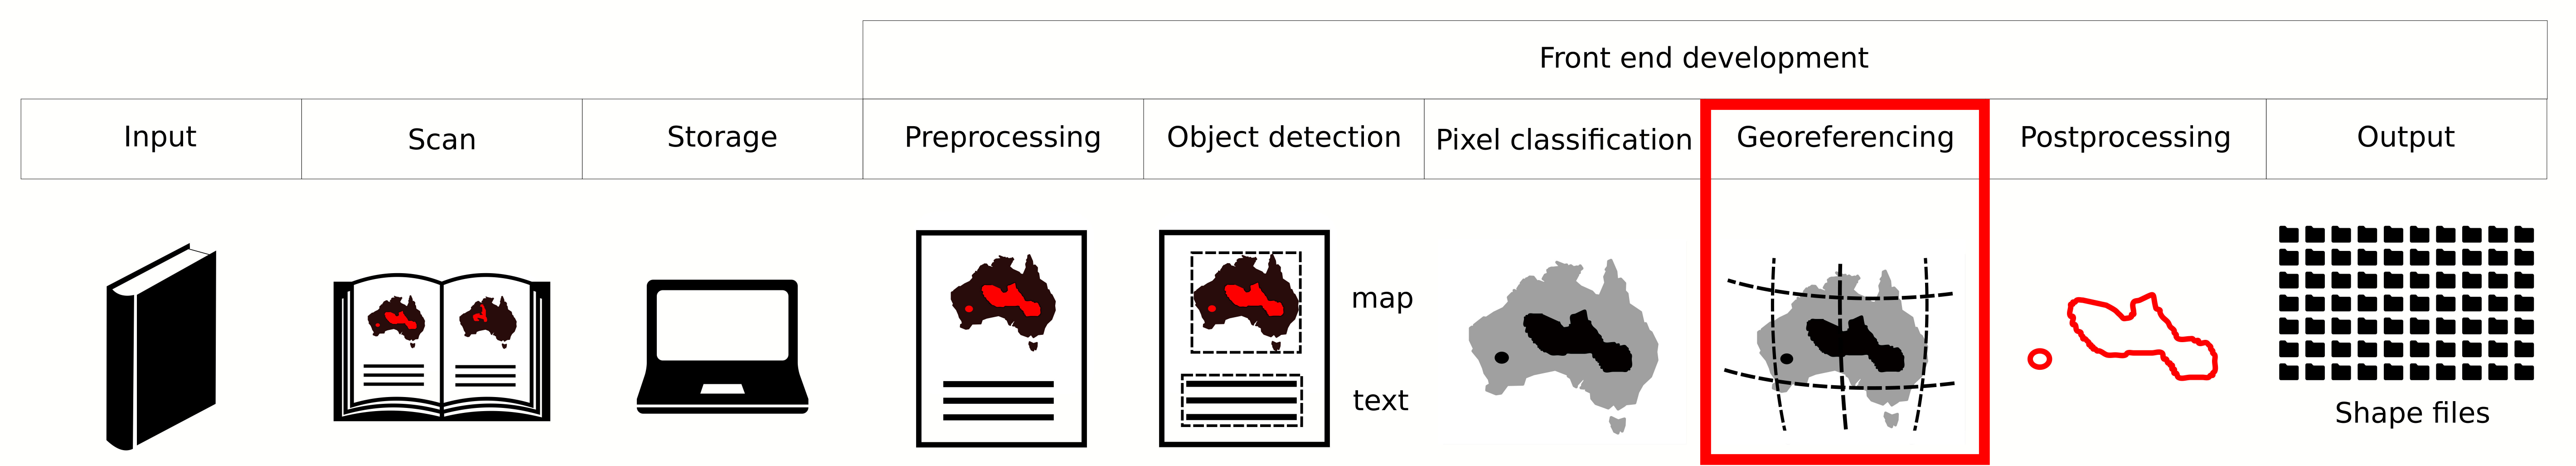 Front end development
Input
Scan
Storage
Preprocessing
Object detection
Pixel classification
Georeferencing
Postprocessing
Output
map
text
Shape files